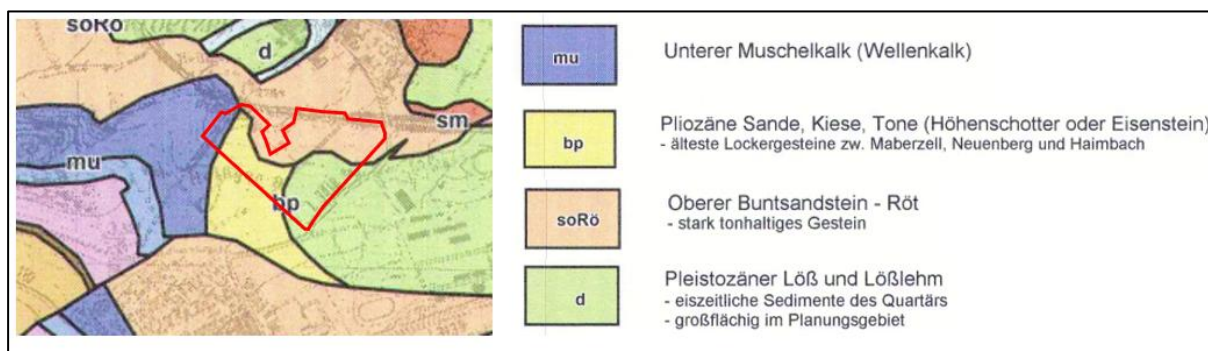 soRö
d
sm
mu
bp
mu
Unterer Muschelkalk (Wellenkalk)
bp
Pliozäne Sande, Kiese, Tone (Höhenschotter oder Eisenstein)
- älteste Lockergesteine zw. Maberzell, Neuenberg und Haimbach
soRö
Oberer Buntsandstein - Röt
- stark tonhaltiges Gestein
d
Pleistozäner Löß und Lößlehm
- eiszeitliche Sedimente des Quartärs
- großflächig im Planungsgebiet